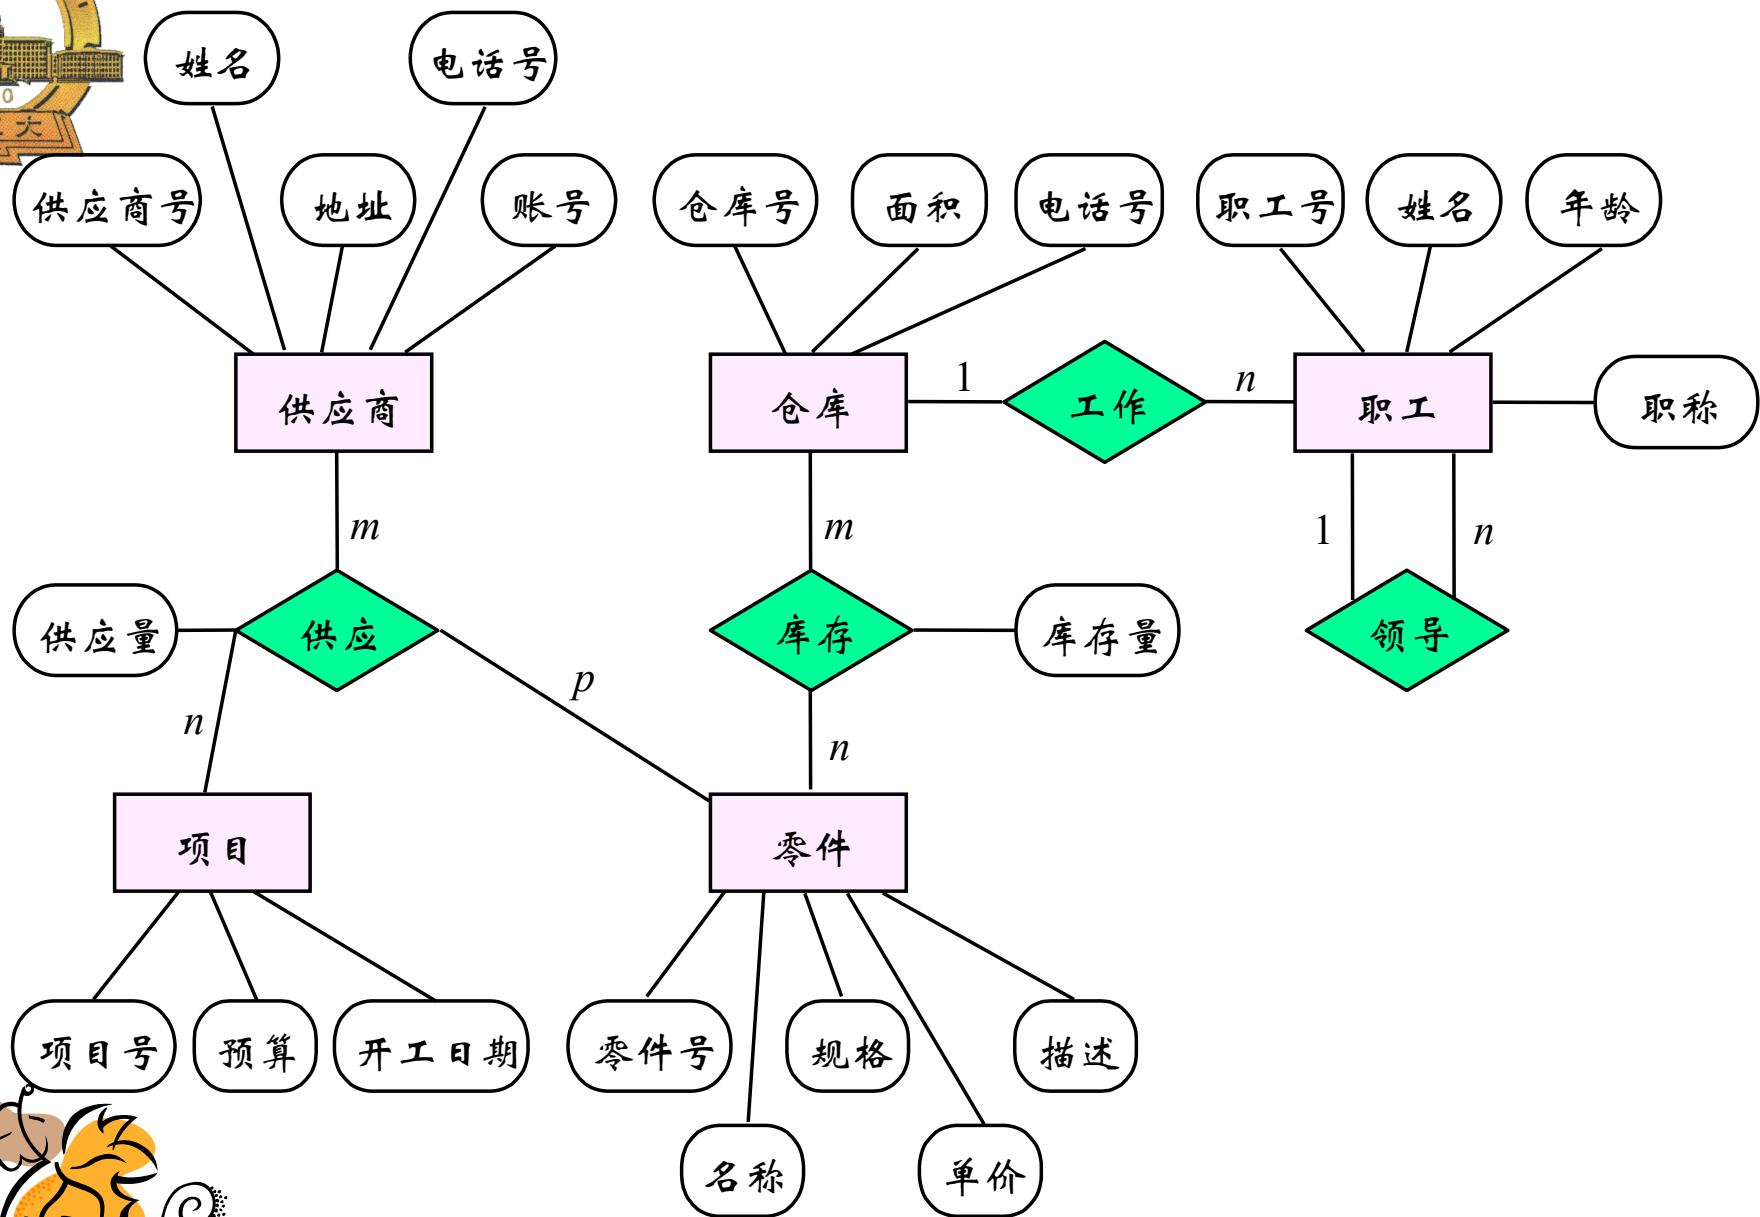 姓名
电话号
供应商号
地址
账号
仓库号
面积
电话号
职工号
姓名
年龄
供应商
仓库
1
工作
n
职工
职称
m
m
1
n
供应量
供应
库存
库存量
领导
p
n
n
项目
零件
项目号
预算
开工日期
零件号
规格
描述
名称
单价
大
0